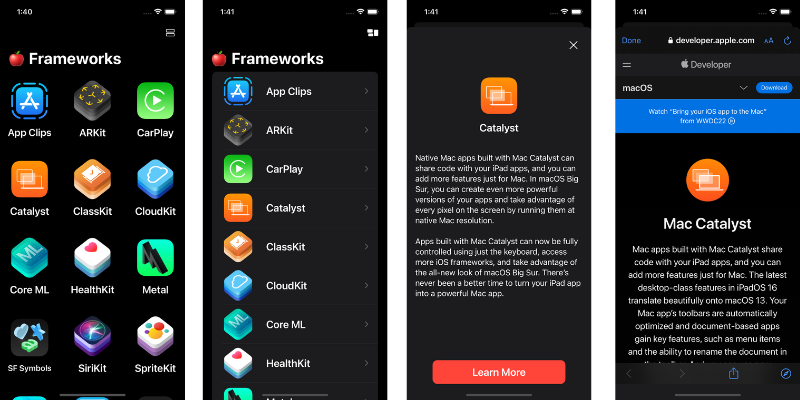 1:40
Frameworks
App Clips
ARKit
CarPlay
Catalyst
ClassKit
CloudKit
Core ML
HealthKit
Metal
SF Symbols
SiriKit
SpriteKit
1:41
Frameworks
App Clips
ARKit
CarPlay
Catalyst
ClassKit
CloudKit
Core ML
HealthKit
1:41
Catalyst
Native Mac apps built with Mac Catalyst can
share code with your iPad apps, and you can
add more features just for Mac. In macOS Big
Sur, you can create even more powerful
versions of your apps and take advantage of
every pixel on the screen by running them at
native Mac resolution.
Apps built with Mac Catalyst can now be fully
controlled using just the keyboard, access
more iOS frameworks, and take advantage of
the all-new look of macOS Big Sur. There's
never been a better time to turn your iPad app
into a powerful Mac app.
Learn More
1:41
Done
developer.apple.com
AA
Developer
macOS
Download
Watch "Bring your iOS app to the Mac"
from WWDC22
Mac Catalyst
Mac apps built with Mac Catalyst share
code with your iPad apps, and you can
add more features just for Mac. The latest
desktop-class features in iPadOS 16
translate beautifully onto macOS 13. Your
Mac app's toolbars are automatically
optimized and document-based apps
gain key features, such as menu items
and the ability to rename the document in